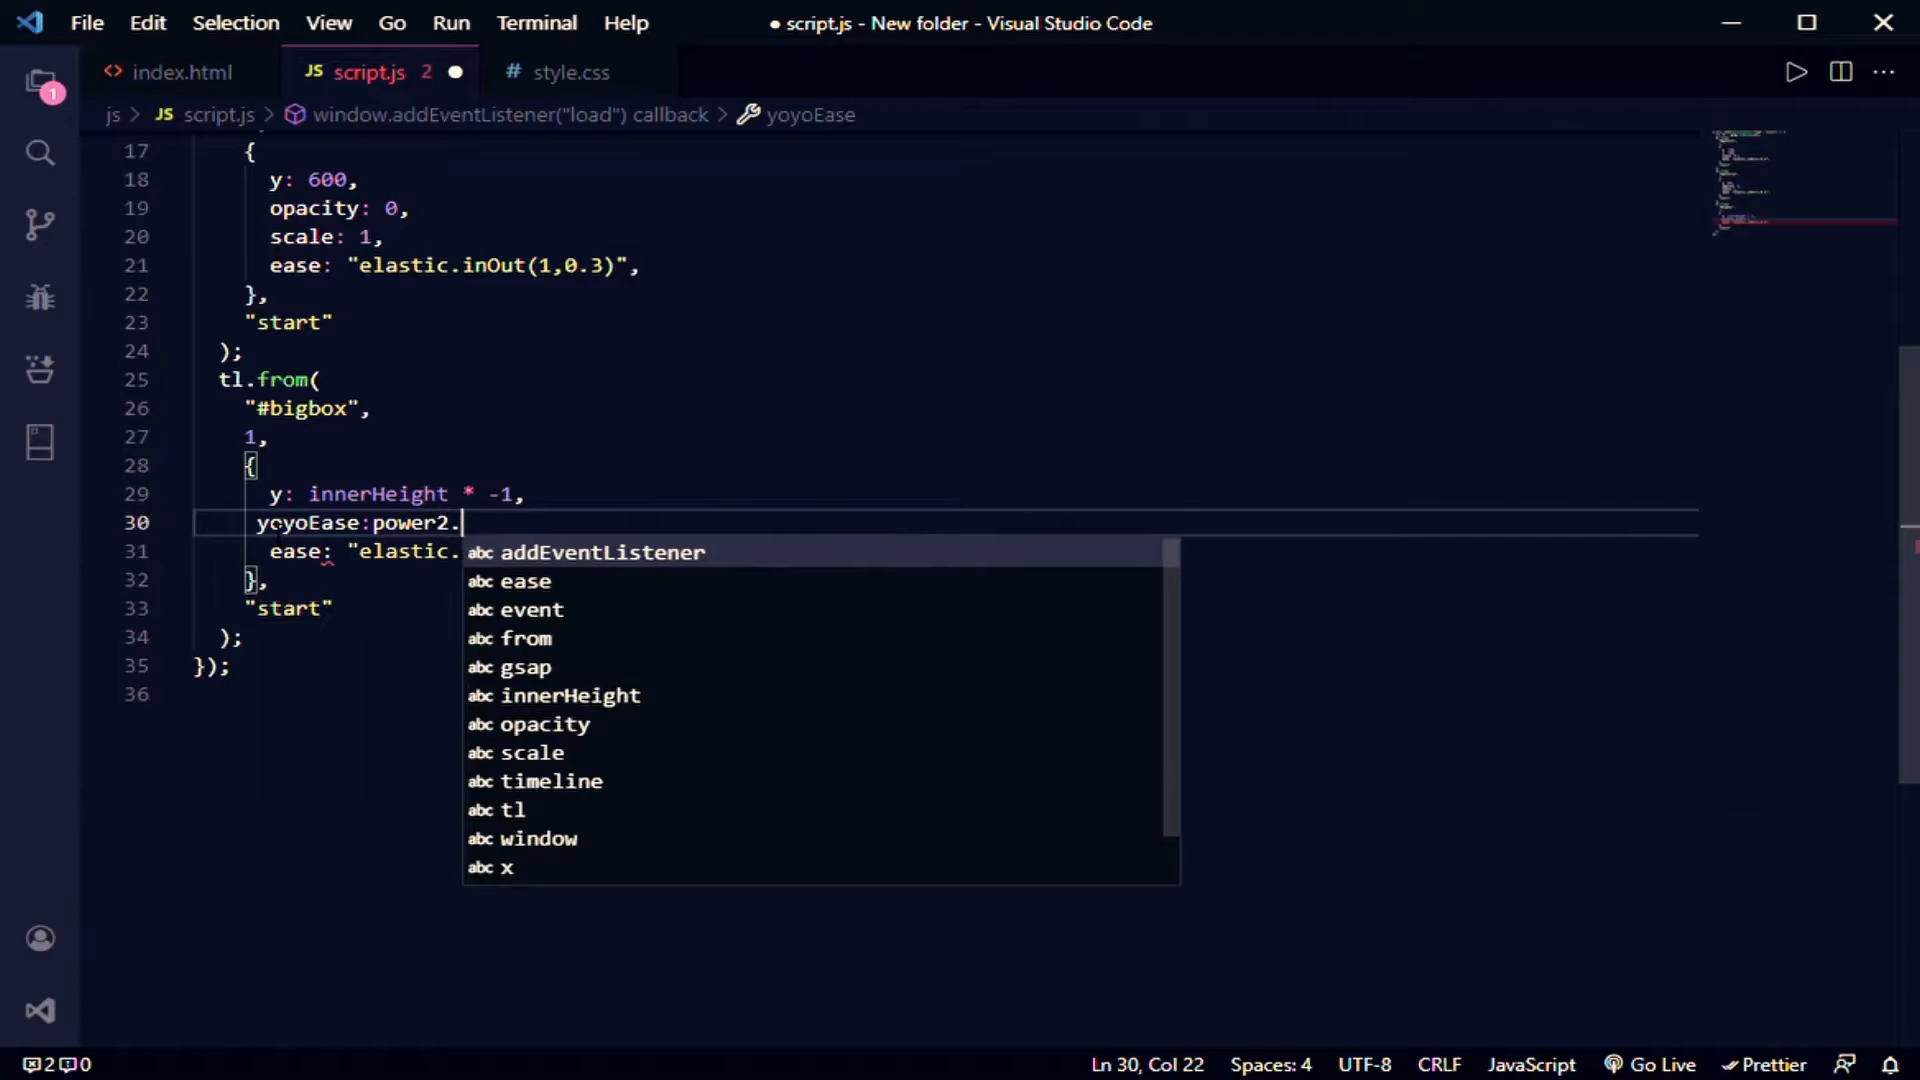 File Edit Selection View Go Run Terminal Help
● script.js - New folder - Visual Studio Code
<> index.html
JS script.js 2 ●
# style.css
js > JS script.js > window.addEventListener("load") callback > yoyoEase
1
17 {
18 y: 600,
19 opacity: 0,
20 scale: 1,
21 ease: "elastic.inOut(1,0.3)",
22 },
23 "start"
24 );
25 tl.from(
26 "#bigbox",
27 1,
28 {
29 y: innerHeight * -1,
30 yoyoEase:power2.
31 ease: "elastic.
32 },
33 "start"
34 );
35 });
36
abc addEventListener
abc ease
abc event
abc from
abc gsap
abc innerHeight
abc opacity
abc scale
abc timeline
abc tl
abc window
abc x
2 0
Ln 30, Col 22 Spaces: 4 UTF-8 CRLF JavaScript Go Live Prettier